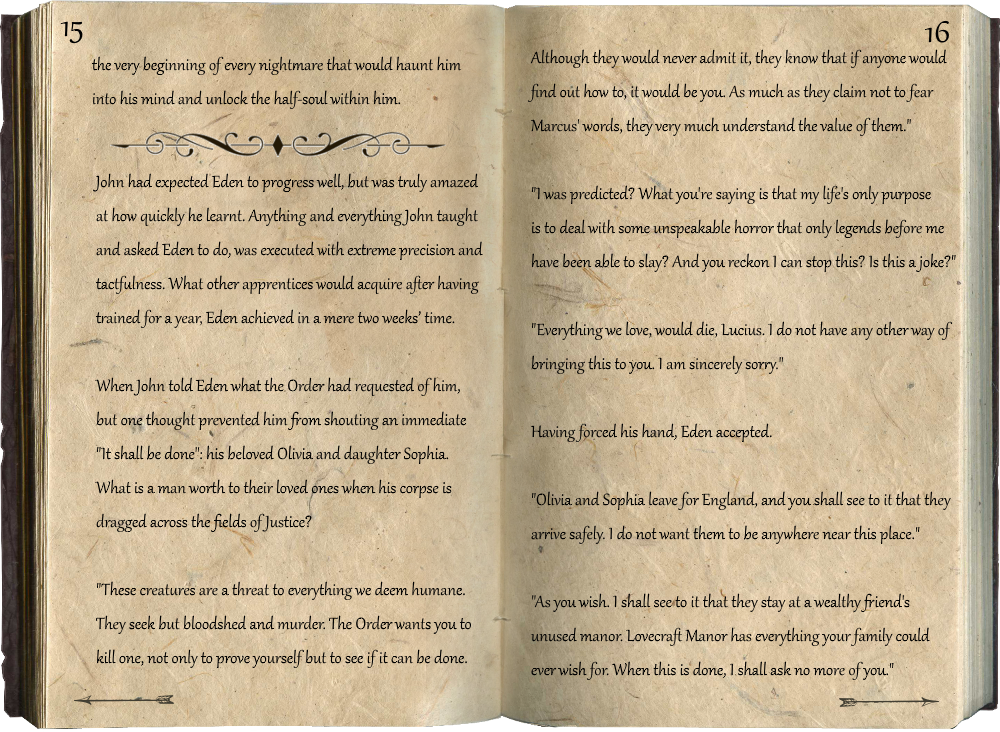 15
the very beginning of every nightmare that would haunt him
into his mind and unlock the half-soul within him.
John had expected Eden to progress well, but was truly amazed
at how quickly he learnt. Anything and everything John taught
and asked Eden to do, was executed with extreme precision and
tactfulness. What other apprentices would acquire after having
trained for a year, Eden achieved in a mere two weeks' time.
When John told Eden what the Order had requested of him,
but one thought prevented him from shouting an immediate
"It shall be done": his beloved Olivia and daughter Sophia.
What is a man worth to their loved ones when his corpse is
dragged across the fields of Justice?
"These creatures are a threat to everything we deem humane.
They seek but bloodshed and murder. The Order wants you to
kill one, not only to prove yourself but to see if it can be done.
16
Although they would never admit it, they know that if anyone would
find out how to, it would be you. As much as they claim not to fear
Marcus' words, they very much understand the value of them."
"I was predicted? What you're saying is that my life's only purpose
is to deal with some unspeakable horror that only legends before me
have been able to slay? And you reckon I can stop this? Is this a joke?"
"Everything we love, would die, Lucius. I do not have any other way of
bringing this to you. I am sincerely sorry."
Having forced his hand, Eden accepted.
"Olivia and Sophia leave for England, and you shall see to it that they
arrive safely. I do not want them to be anywhere near this place."
"As you wish. I shall see to it that they stay at a wealthy friend's
unused manor. Lovecraft Manor has everything your family could
ever wish for. When this is done, I shall ask no more of you."